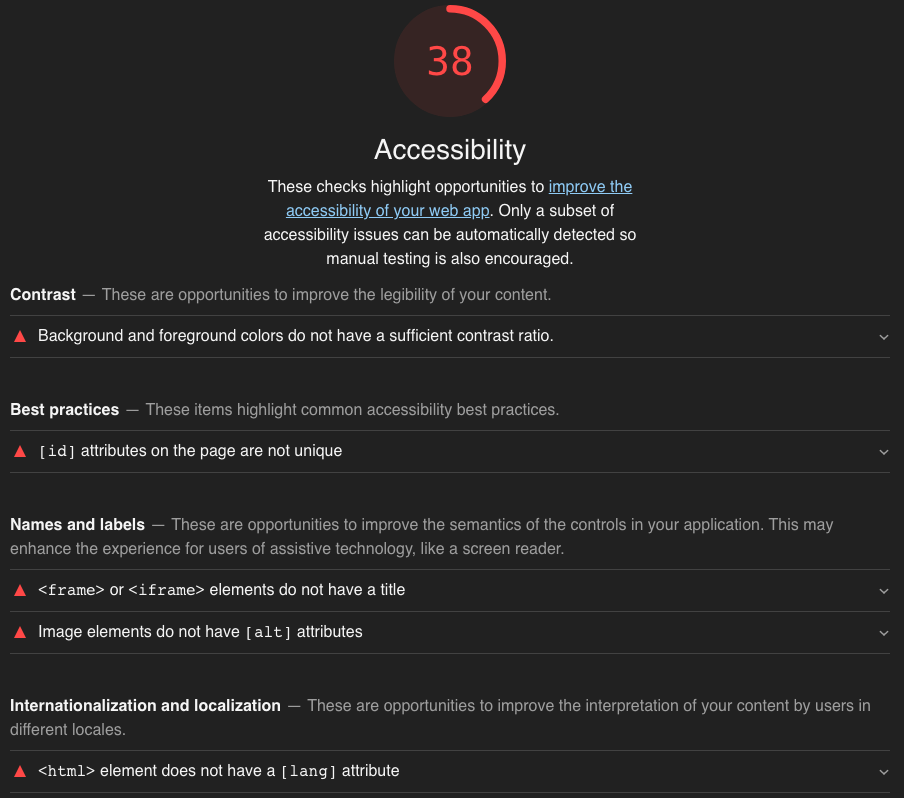 38
Accessibility
These checks highlight opportunities to improve the
accessibility of your web app. Only a subset of
accessibility issues can be automatically detected so
manual testing is also encouraged.
Contrast — These are opportunities to improve the legibility of your content.
Background and foreground colors do not have a sufficient contrast ratio.
Best practices — These items highlight common accessibility best practices.
[id] attributes on the page are not unique
Names and labels — These are opportunities to improve the semantics of the controls in your application. This may
enhance the experience for users of assistive technology, like a screen reader.
<frame> or <iframe> elements do not have a title
Image elements do not have [alt] attributes
Internationalization and localization — These are opportunities to improve the interpretation of your content by users in
different locales.
<html> element does not have a [lang] attribute